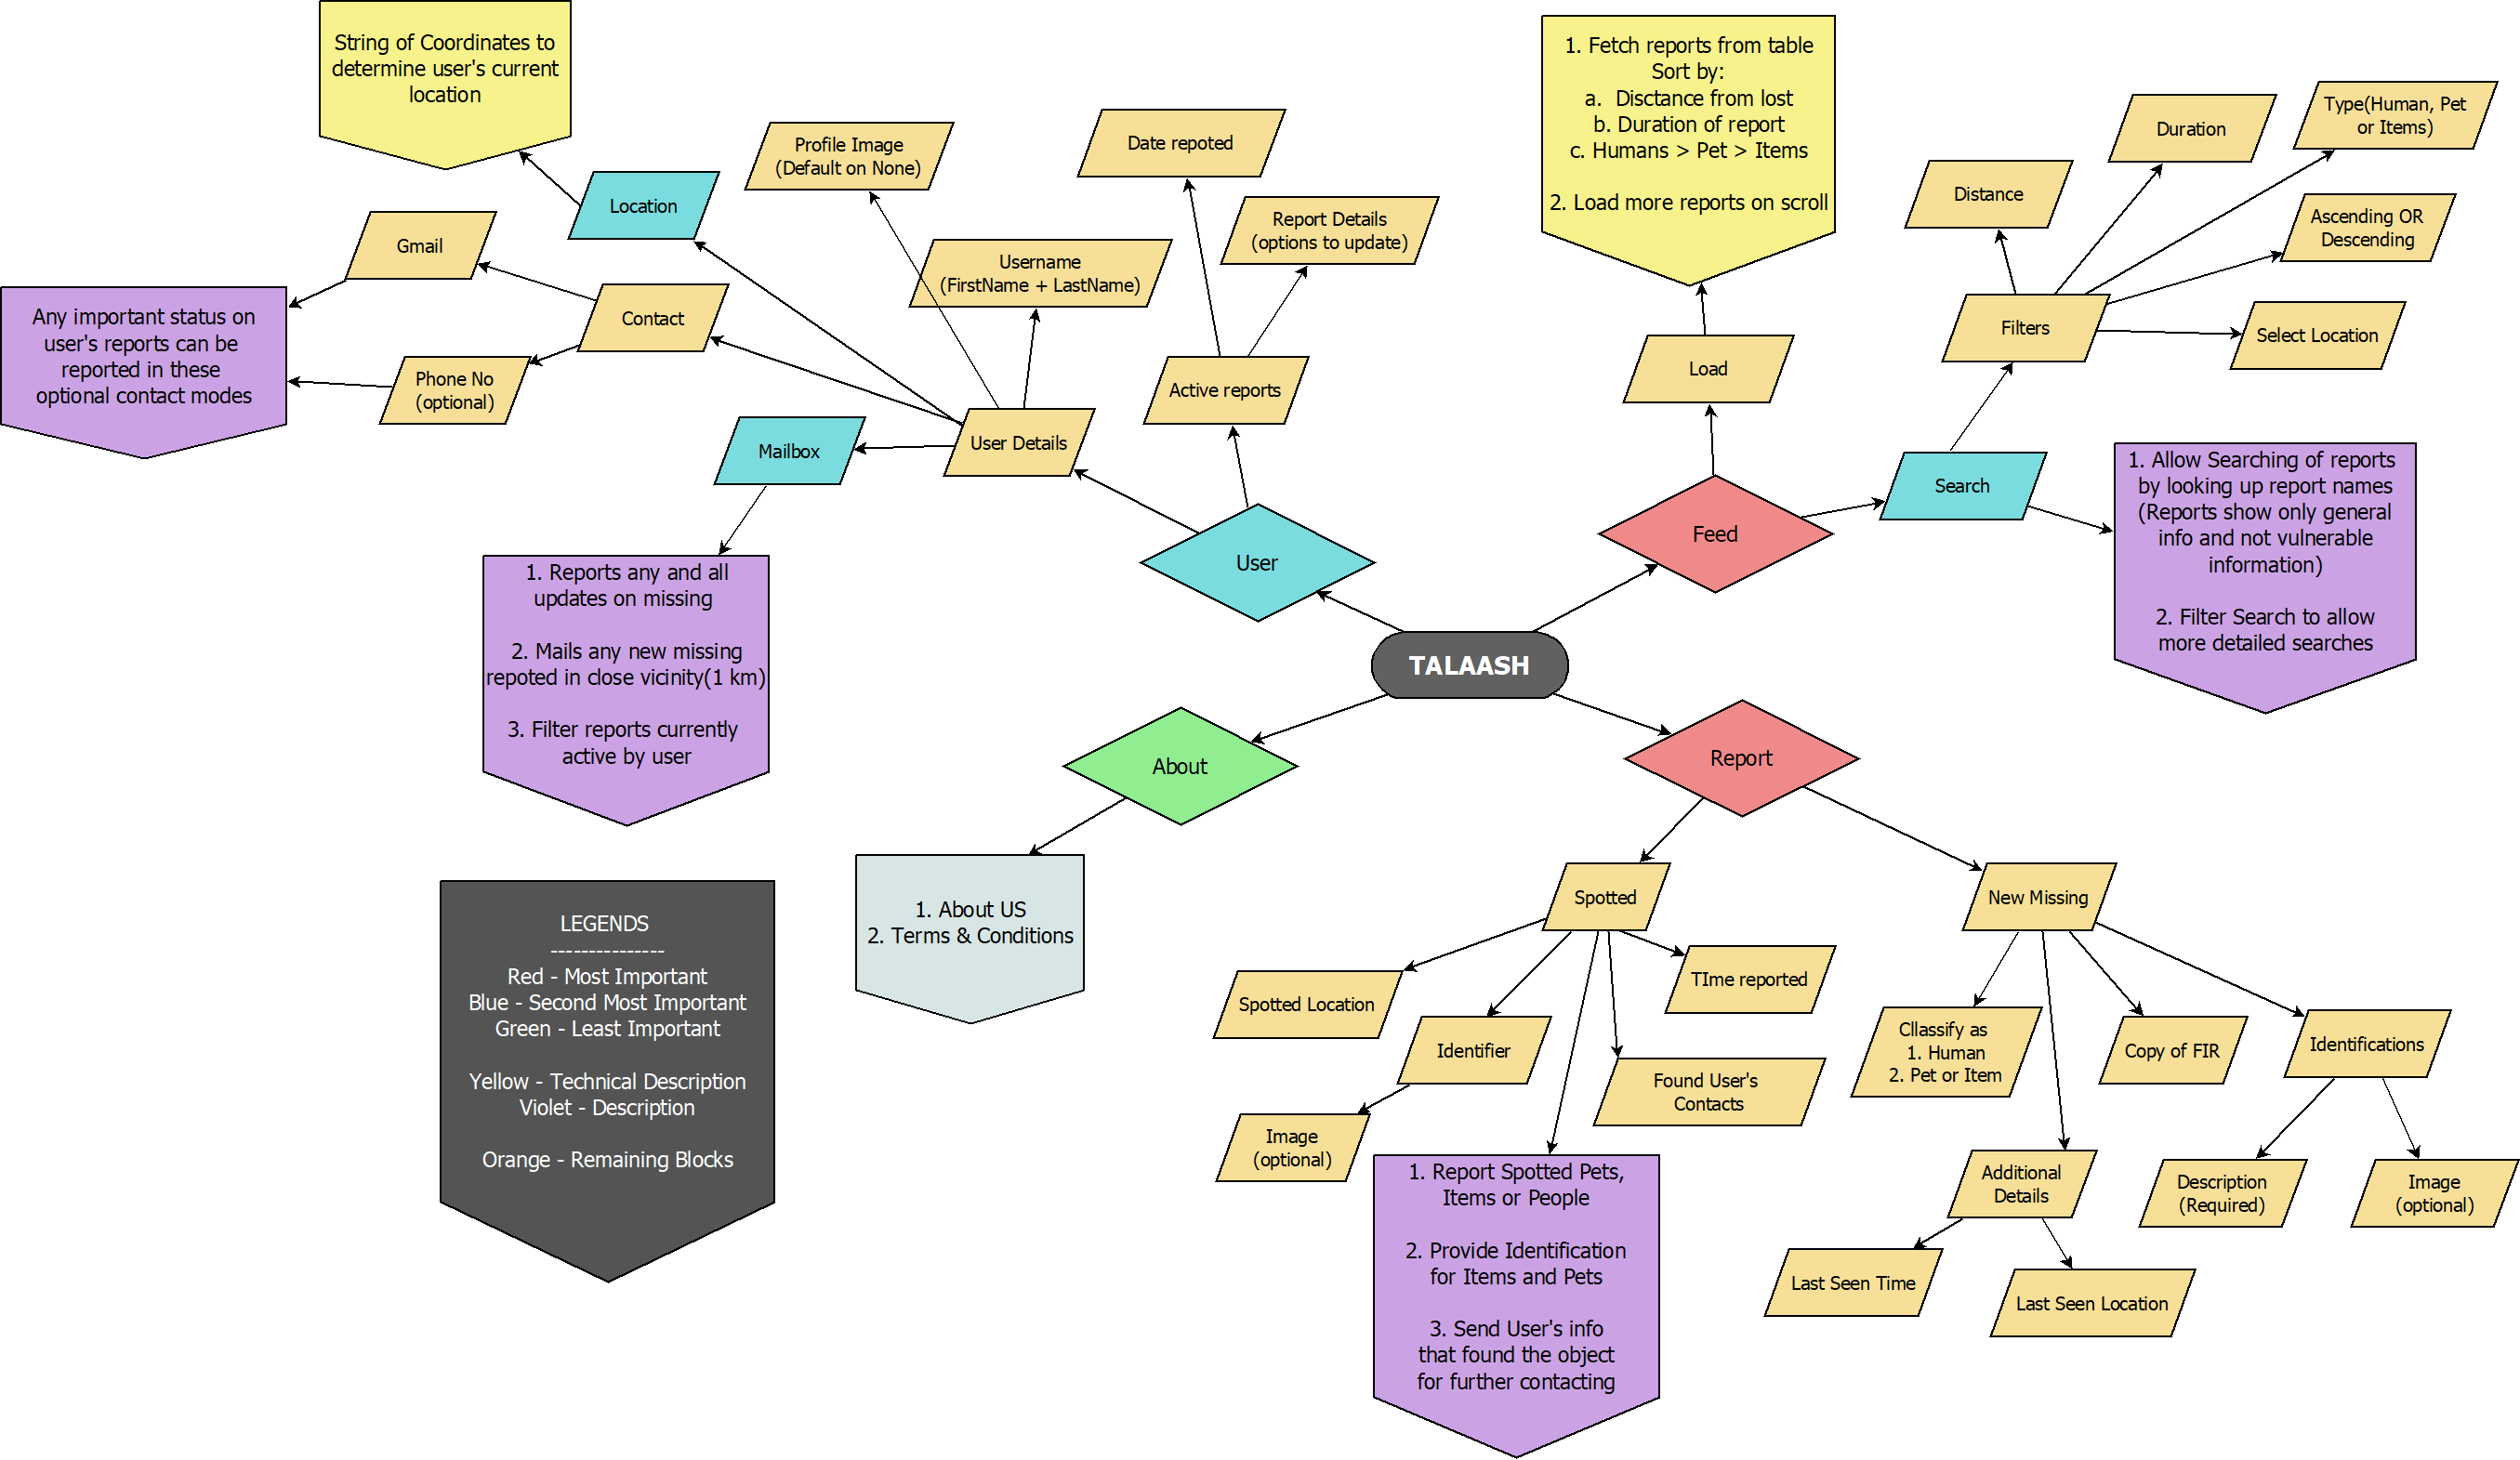 String of Coordinates to
determine user's current
location
1. Fetch reports from table
Sort by:
a.  Disctance from lost
b. Duration of report
c. Humans > Pet > Items
2. Load more reports on scroll
Type(Human, Pet
or Items)
Duration
Profile Image
(Default on None)
Date repoted
Distance
Location
Report Details
(options to update)
Ascending OR
Descending
Gmail
Username
(FirstName + LastName)
Contact
Filters
Select Location
Any important status on
user's reports can be
reported in these
optional contact modes
Phone No
(optional)
Active reports
Load
User Details
Mailbox
Search
1. Allow Searching of reports
by looking up report names
(Reports show only general
info and not vulnerable
information)
2. Filter Search to allow
more detailed searches
Feed
User
1. Reports any and all
updates on missing
2. Mails any new missing
repoted in close vicinity(1 km)
3. Filter reports currently
active by user
TALAASH
About
Report
1. About US
2. Terms & Conditions
Spotted
New Missing
LEGENDS
---------------
Red - Most Important
Blue - Second Most Important
Green - Least Important
Yellow - Technical Description
Violet - Description
Orange - Remaining Blocks
Spotted Location
TIme reported
Identifier
Cllassify as
1. Human
2. Pet or Item
Copy of FIR
Identifications
Found User's
Contacts
Image
(optional)
1. Report Spotted Pets,
Items or People
2. Provide Identification
for Items and Pets
3. Send User's info
that found the object
for further contacting
Additional
Details
Description
(Required)
Image
(optional)
Last Seen Time
Last Seen Location